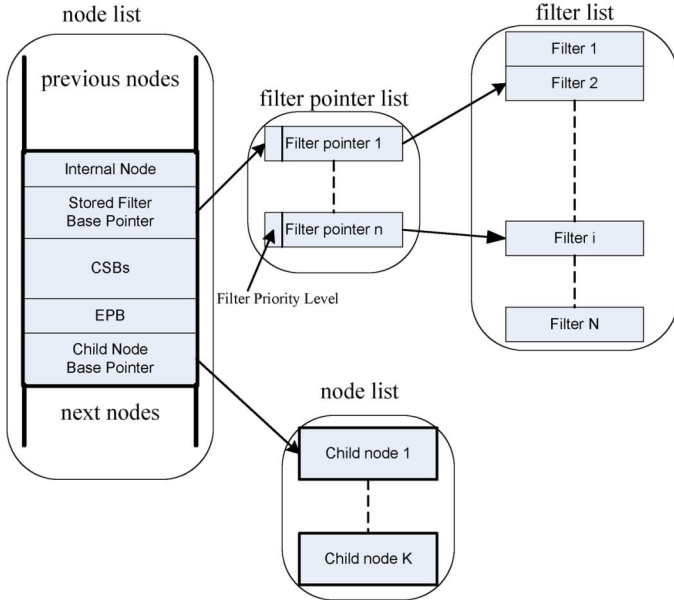 node list
previous nodes
Internal Node
Stored Filter
Base Pointer
CSBs
EPB
Child Node
Base Pointer
next nodes
filter pointer list
Filter pointer 1
Filter pointer n
Filter Priority Level
filter list
Filter 1
Filter 2
Filter i
Filter N
node list
Child node 1
Child node K